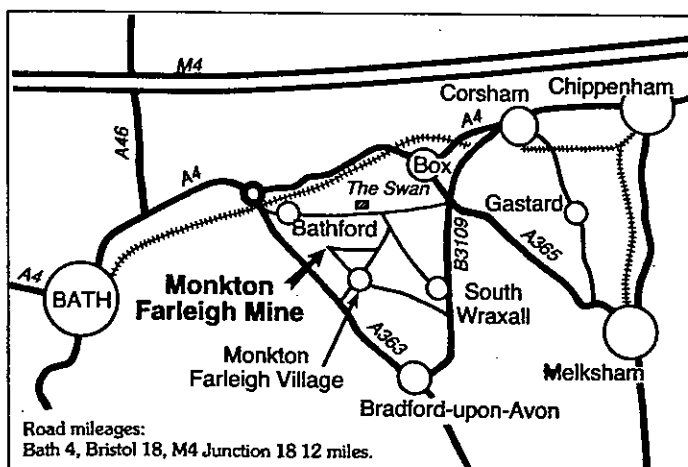 M4
Chippenham
Corsham
A46
A4
A4
Box
The Swan
Gastard
Bathford
B3109
A365
A4
BATH
Monkton
Farleigh Mine
South
Wraxall
A363
Monkton
Farleigh Village
Melksham
Bradford-upon-Avon
Road mileages:
Bath 4, Bristol 18, M4 Junction 18 12 miles.